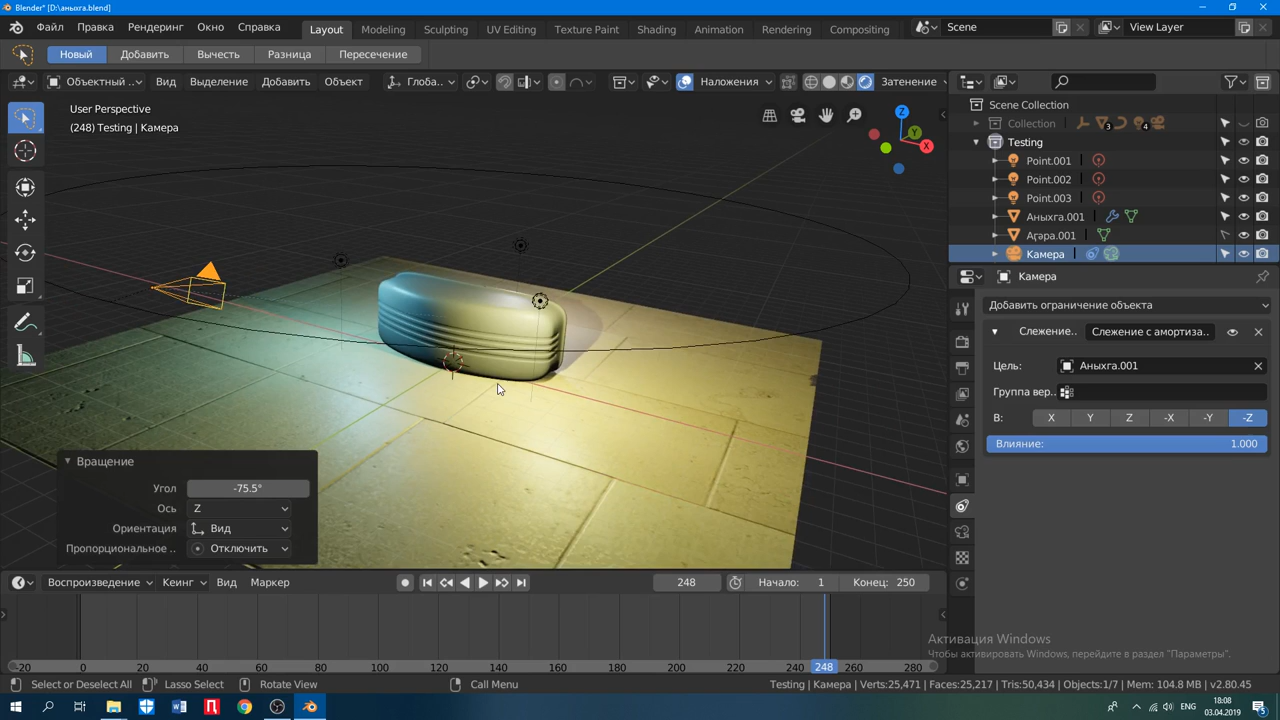 Blender* [D:\аныхга.blend]
Файл Правка Рендеринг Окно Справка Layout Modeling Sculpting UV Editing Texture Paint Shading Animation Rendering Compositing Scene View Layer
Новый Добавить Вычесть Разница Пересечение
Объектный .. Вид Выделение Добавить Объект Глоба.. Наложения Затенение
User Perspective
(248) Testing | Камера
Z
Y
X
Scene Collection
Collection 3 4
Testing
Point.001
Point.002
Point.003
Аныхга.001
Агәра.001
Камера
Камера
Добавить ограничение объекта
Слежение.. Слежение с амортиза..
Цель: Аныхга.001
Группа вер..
В: X Y Z -X -Y -Z
Влияние: 1.000
Вращение
Угол -75.5°
Ось Z
Ориентация Вид
Пропорциональное .. Отключить
Воспроизведение Кеинг Вид Маркер 248 Начало: 1 Конец: 250
-20 0 20 40 60 80 100 120 140 160 180 200 220 240 248 260 280
Активация Windows
Чтобы активировать Windows, перейдите в раздел "Параметры".
Select or Deselect All Lasso Select Rotate View Call Menu Testing | Камера | Verts:25,471 | Faces:25,217 | Tris:50,434 | Objects:1/7 | Mem: 104.8 MB | v2.80.45
ENG 18:08
03.04.2019 5